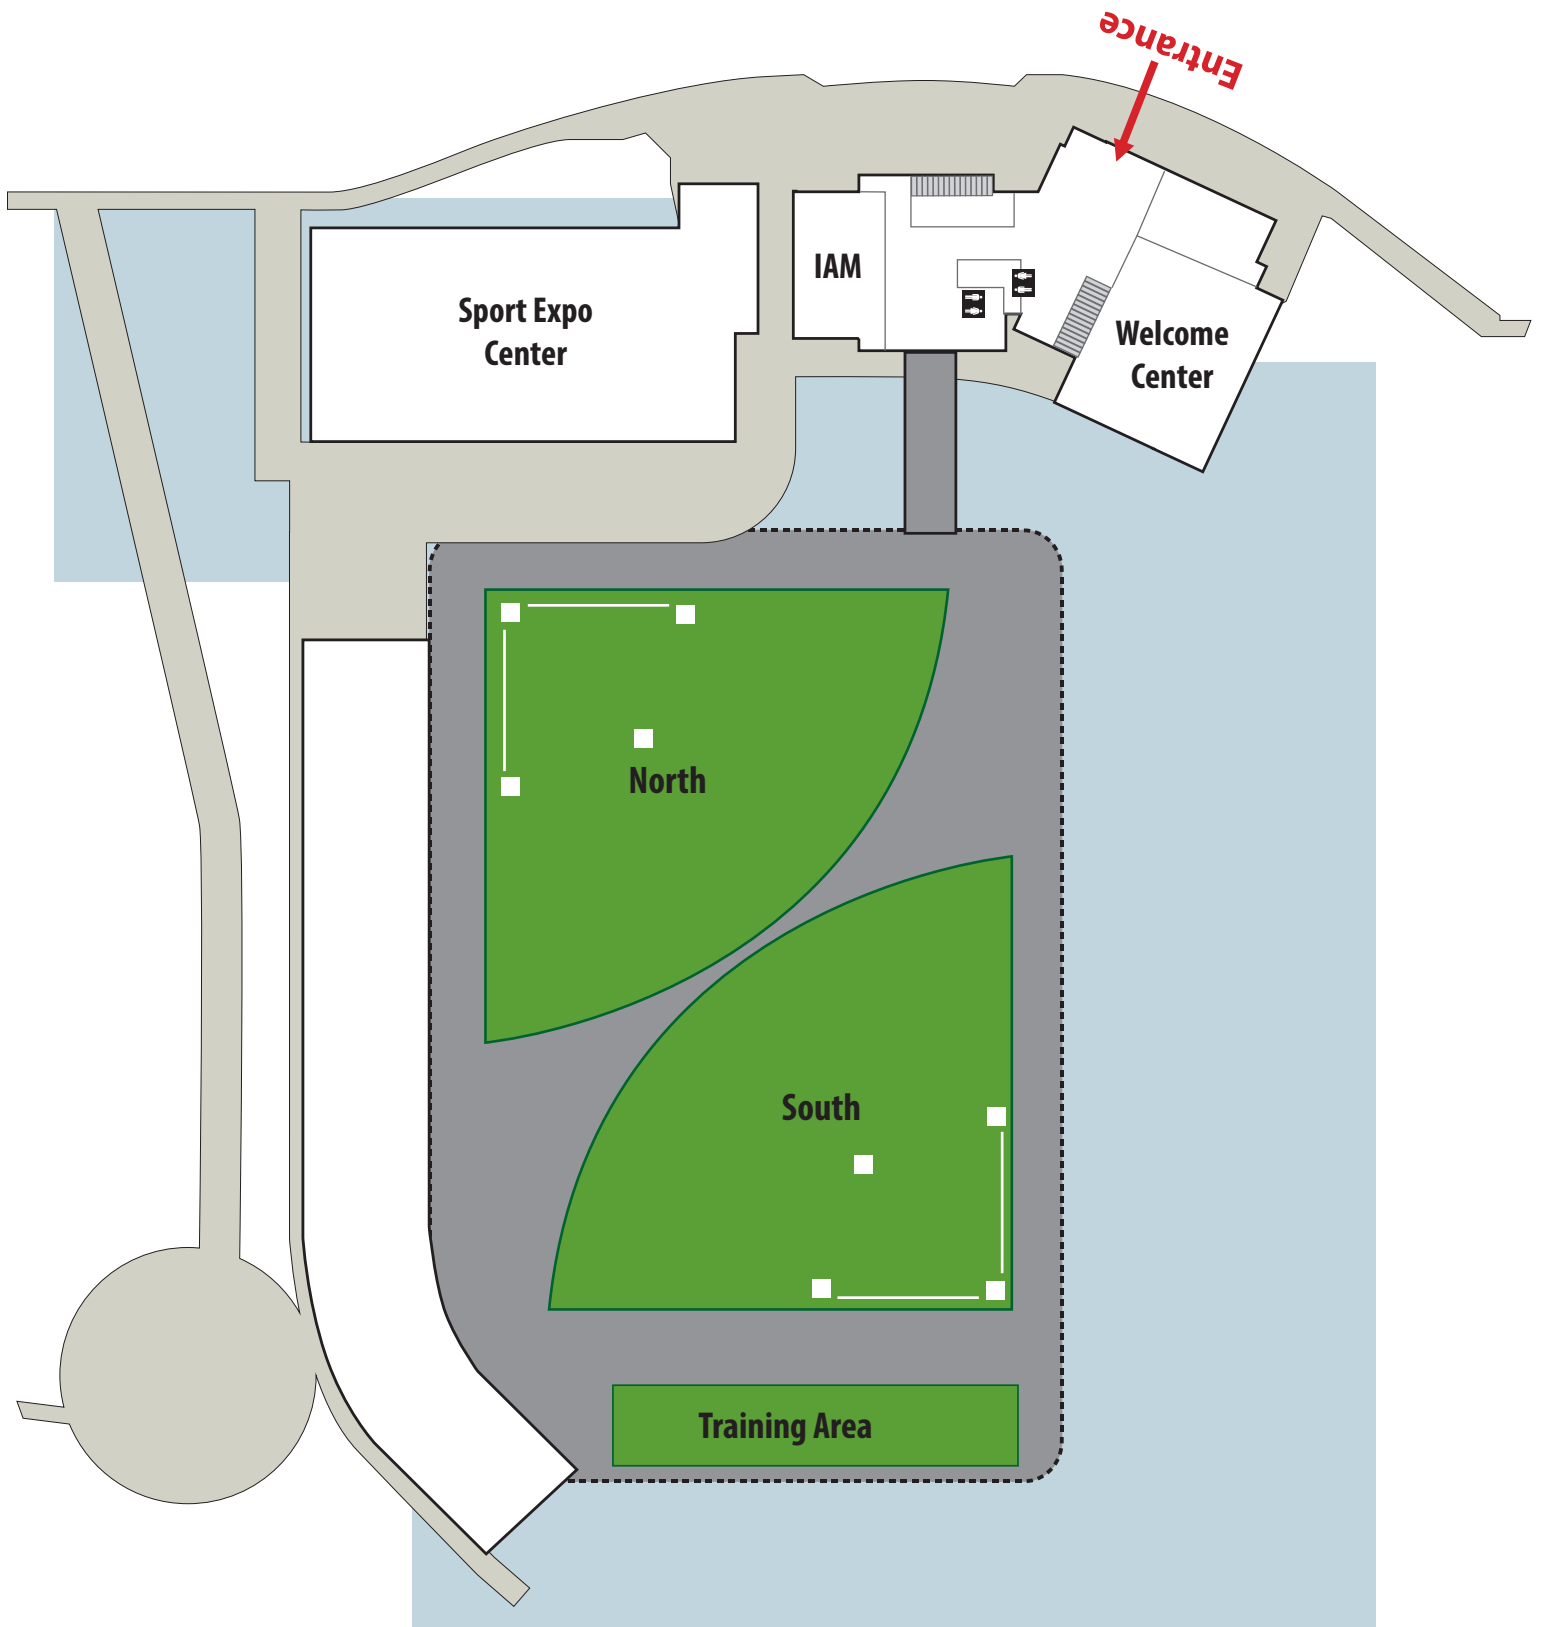 Entrance
IAM
Sport Expo
Center
Welcome
Center
North
South
Training Area